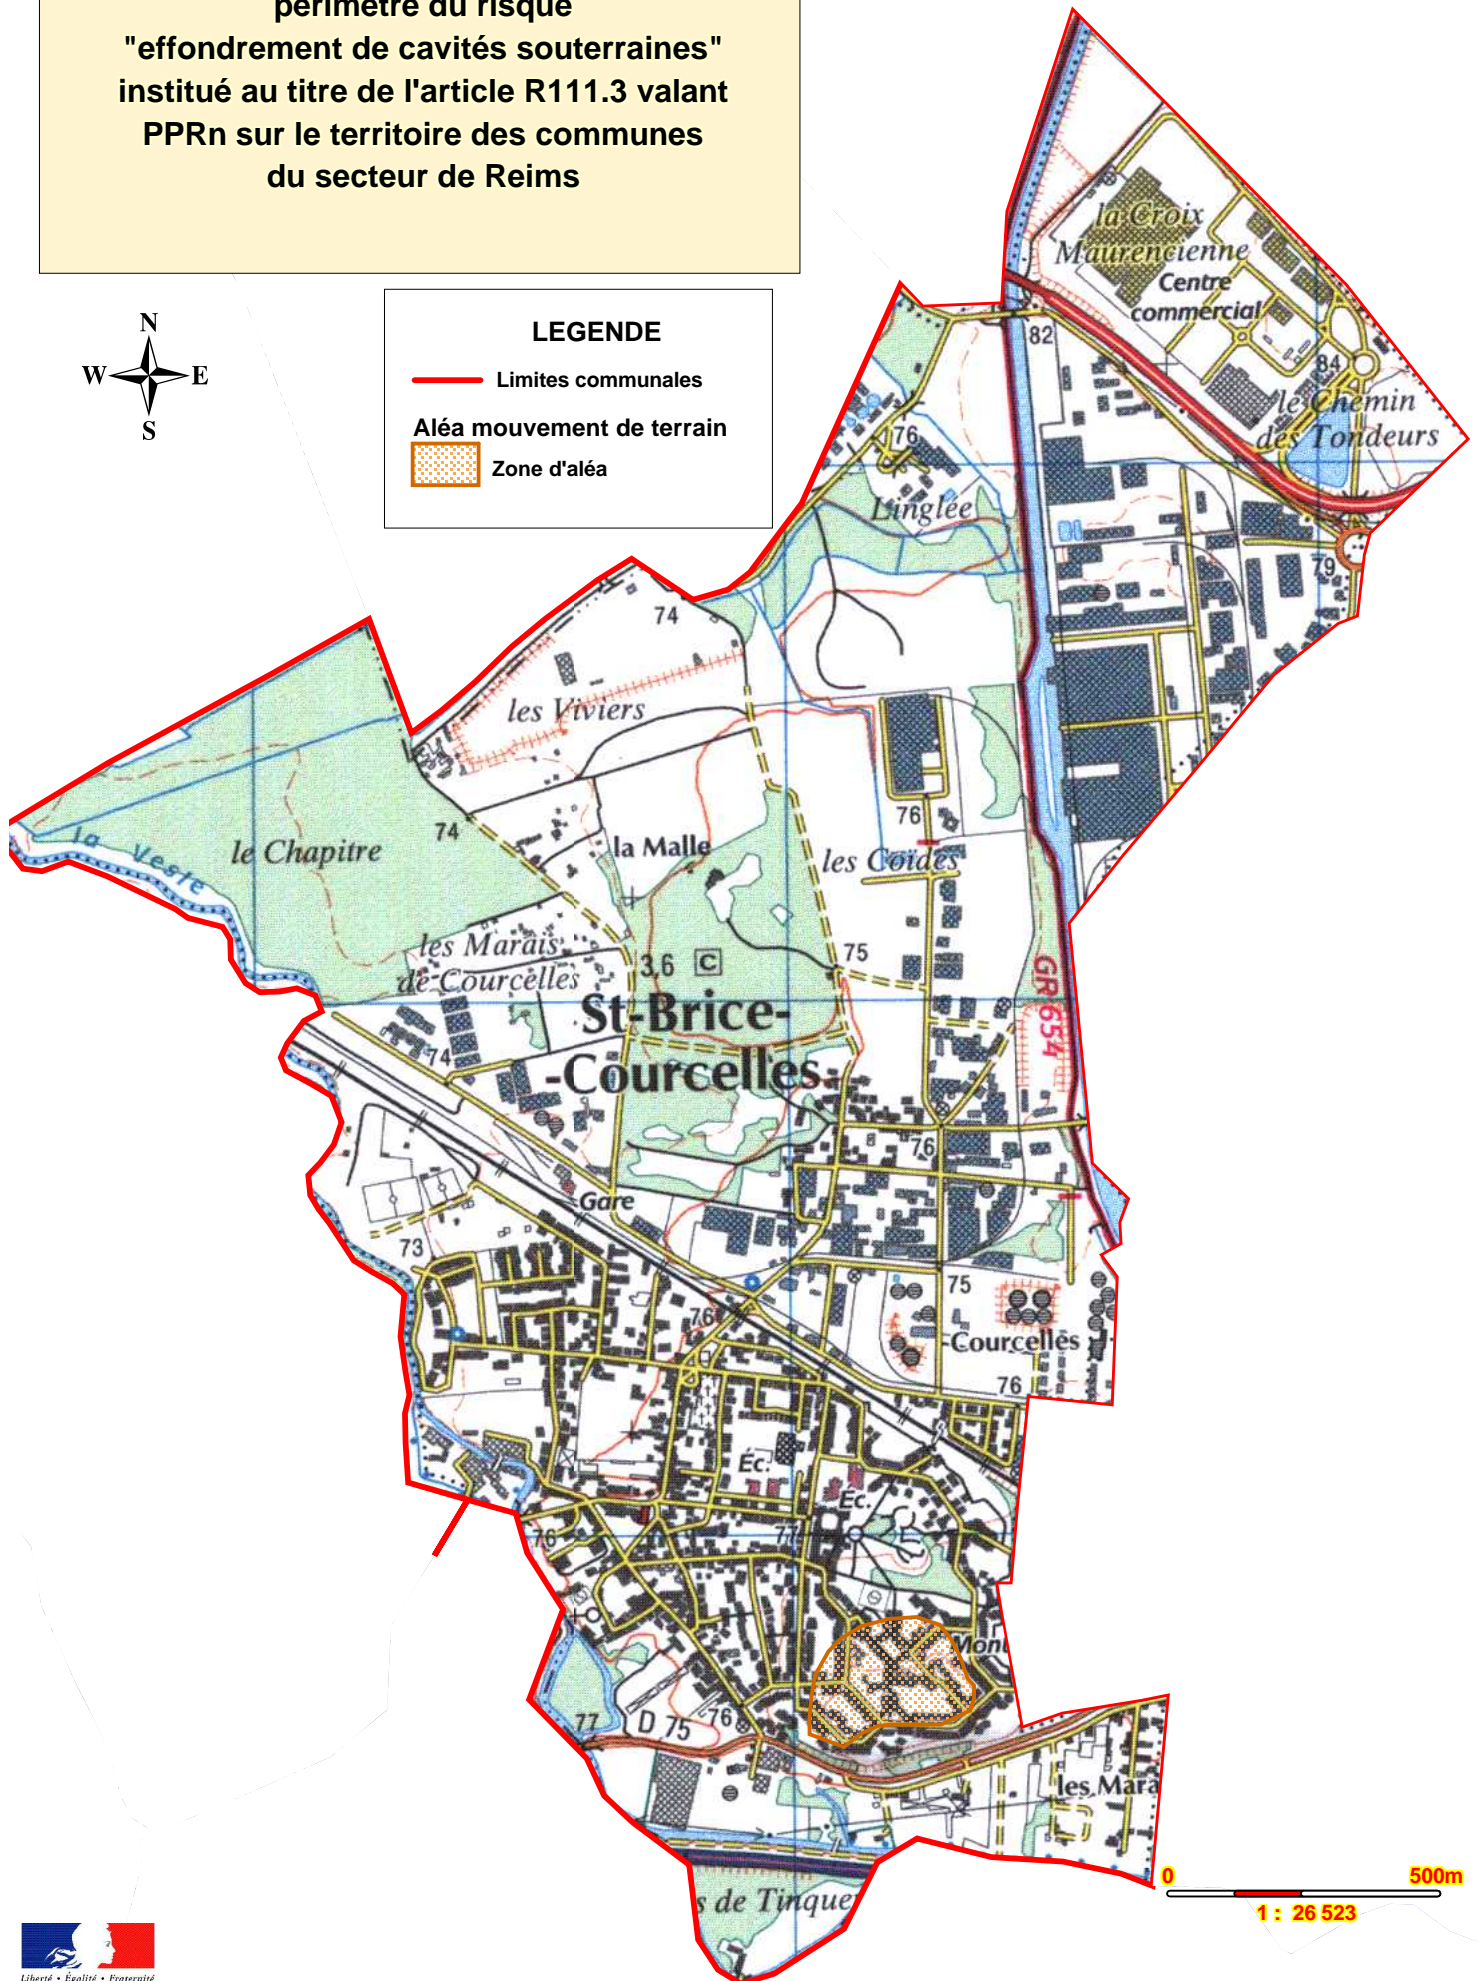 périmètre du risque
"effondrement de cavités souterraines"
institué au titre de l'article R111.3 valant
PPRn sur le territoire des communes
du secteur de Reims
N
W E
S
LEGENDE
Limites communales
Aléa mouvement de terrain
Zone d'aléa
la Croix
Maurencienne
Centre
commercial
82
84
le Chemin
des Tondeurs
76
Linglée
79
74
les Viviers
74
76
la Vesle
le Chapitre
la Malle
les Coïdes
les Marais
de Courcelles
3,6
C
75
GR 654
St-Brice-
-Courcelles
74
76
Gare
73
75
76
Courcelles
76
Éc.
Éc.
77
76
Mont
77
D 75
76
les Mara
s de Tinque
0 500m
1 : 26 523
Liberté • Égalité • Fraternité